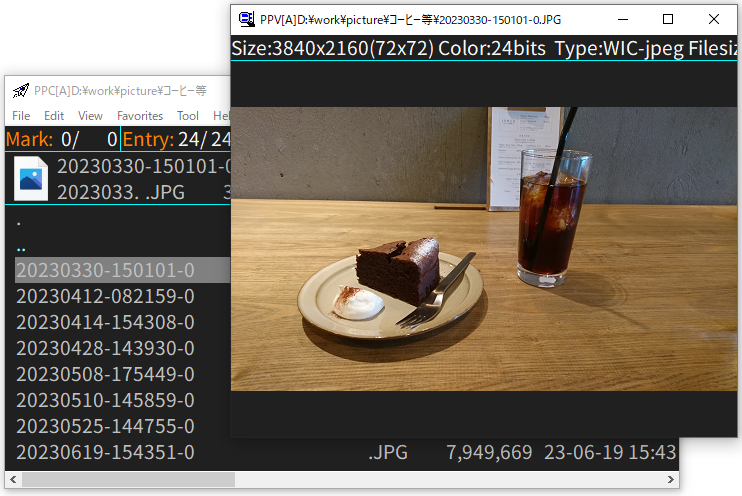 PPV[A]D:¥work¥picture¥コーヒー等¥20230330-150101-0.JPG
Size:3840x2160(72x72) Color:24bits Type:WIC-jpeg Filesiz
PPC[A]D:¥work¥picture¥コーヒー等
File Edit View Favorites Tool Hel
Mark: 0/ 0 Entry: 24/ 24
20230330-150101-0
2023033. .JPG 3
.
..
20230330-150101-0
20230412-082159-0
20230414-154308-0
20230428-143930-0
20230508-175449-0
20230510-145859-0
20230525-144755-0
20230619-154351-0 .JPG 7,949,669 23-06-19 15:43